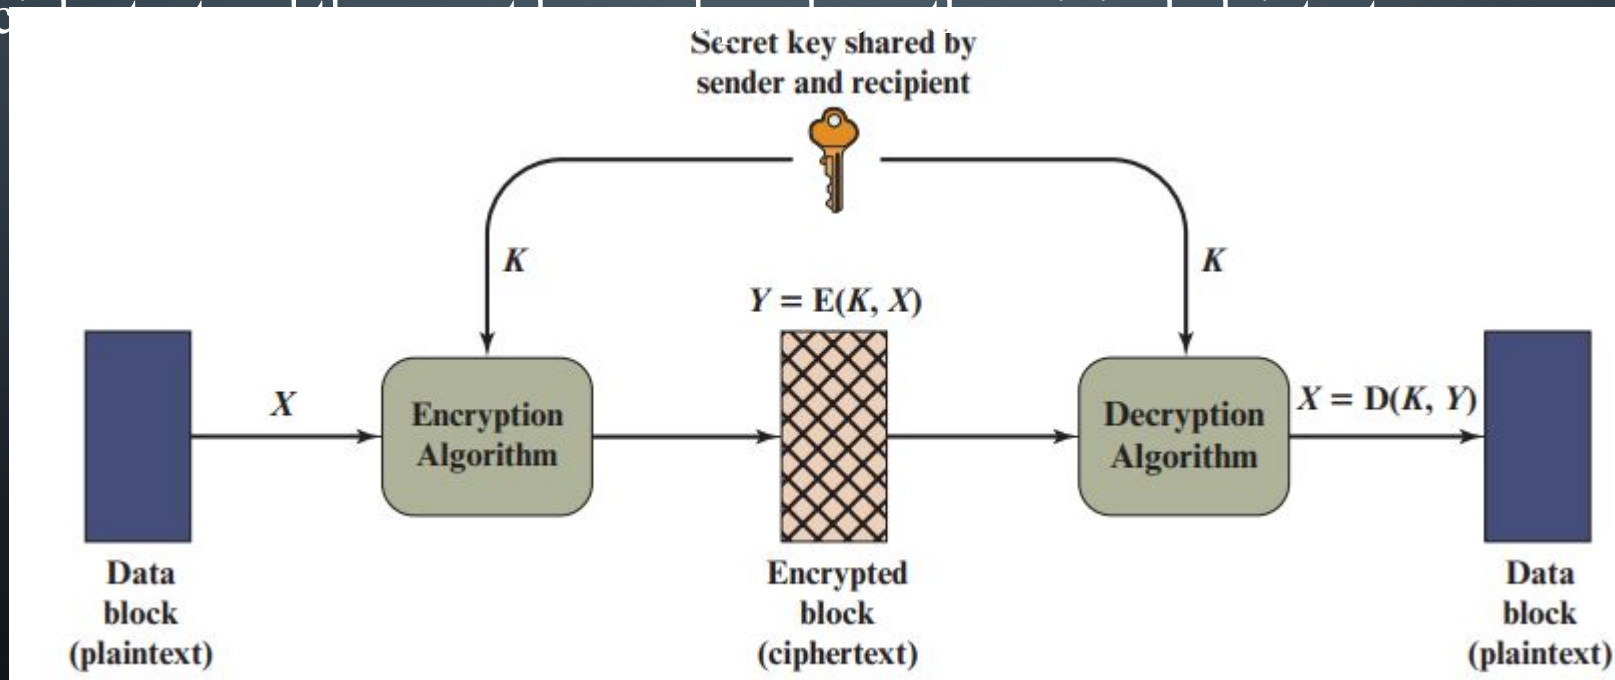 Secret key shared by
sender and recipient
K
K
Y = E(K, X)
X
Encryption
Algorithm
Decryption
Algorithm
X = D(K, Y)
Data
block
(plaintext)
Encrypted
block
(ciphertext)
Data
block
(plaintext)